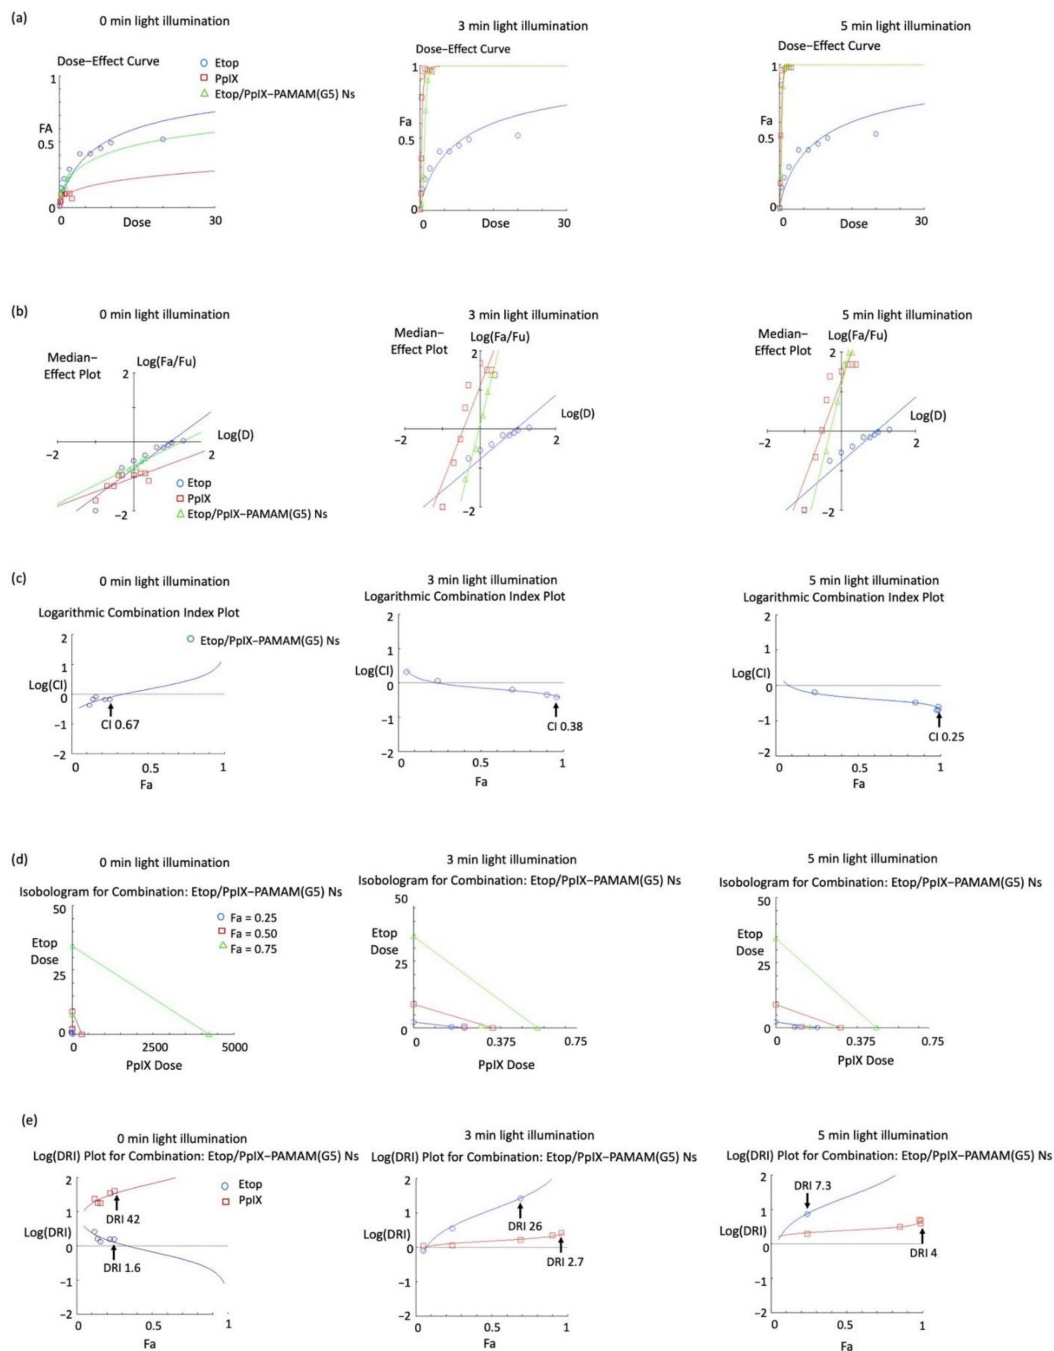 (a)
0 min light illumination
3 min light illumination
5 min light illumination
Dose–Effect Curve
Etop
PpIX
Etop/PpIX–PAMAM(G5) Ns
1
FA
0.5
0
0
30
Dose
Dose–Effect Curve
1
Fa
0.5
0
0
30
Dose
Dose–Effect Curve
1
Fa
0.5
0
0
30
Dose
(b)
0 min light illumination
3 min light illumination
5 min light illumination
Median–
Effect Plot
Log(Fa/Fu)
2
Log(D)
−2
2
−2
Etop
PpIX
Etop/PpIX–PAMAM(G5) Ns
Median–
Effect Plot
Log(Fa/Fu)
2
Log(D)
−2
2
−2
Median–
Effect Plot
Log(Fa/Fu)
2
Log(D)
−2
2
−2
(c)
0 min light illumination
3 min light illumination
5 min light illumination
Logarithmic Combination Index Plot
Etop/PpIX–PAMAM(G5) Ns
2
1
Log(CI)
0
−1
−2
CI 0.67
0
0.5
1
Fa
Logarithmic Combination Index Plot
2
1
Log(CI)
0
−1
−2
CI 0.38
0
0.5
1
Fa
Logarithmic Combination Index Plot
2
1
Log(CI)
0
−1
−2
CI 0.25
0
0.5
1
Fa
(d)
0 min light illumination
3 min light illumination
5 min light illumination
Isobologram for Combination: Etop/PpIX–PAMAM(G5) Ns
50
Etop
Dose
25
0
Fa = 0.25
Fa = 0.50
Fa = 0.75
0
2500
5000
PpIX Dose
Isobologram for Combination: Etop/PpIX–PAMAM(G5) Ns
50
Etop
Dose
25
0
0
0.375
0.75
PpIX Dose
Isobologram for Combination: Etop/PpIX–PAMAM(G5) Ns
50
Etop
Dose
25
0
0
0.375
0.75
PpIX Dose
(e)
0 min light illumination
3 min light illumination
5 min light illumination
Log(DRI) Plot for Combination: Etop/PpIX–PAMAM(G5) Ns
2
1
Log(DRI)
0
−1
−2
Etop
PpIX
DRI 42
DRI 1.6
0
0.5
1
Fa
Log(DRI) Plot for Combination: Etop/PpIX–PAMAM(G5) Ns
2
1
Log(DRI)
0
−1
−2
DRI 26
DRI 2.7
0
0.5
1
Fa
Log(DRI) Plot for Combination: Etop/PpIX–PAMAM(G5) Ns
2
1
Log(DRI)
0
−1
−2
DRI 7.3
DRI 4
0
0.5
1
Fa